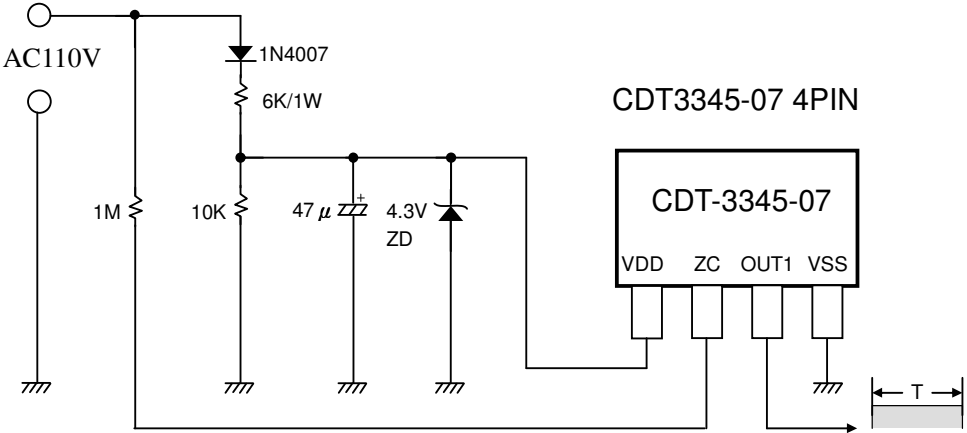 AC110V
1N4007
6K/1W
1M
10K
47μ
+
4.3V
ZD
CDT3345-07 4PIN
CDT-3345-07
VDD ZC OUT1 VSS
T